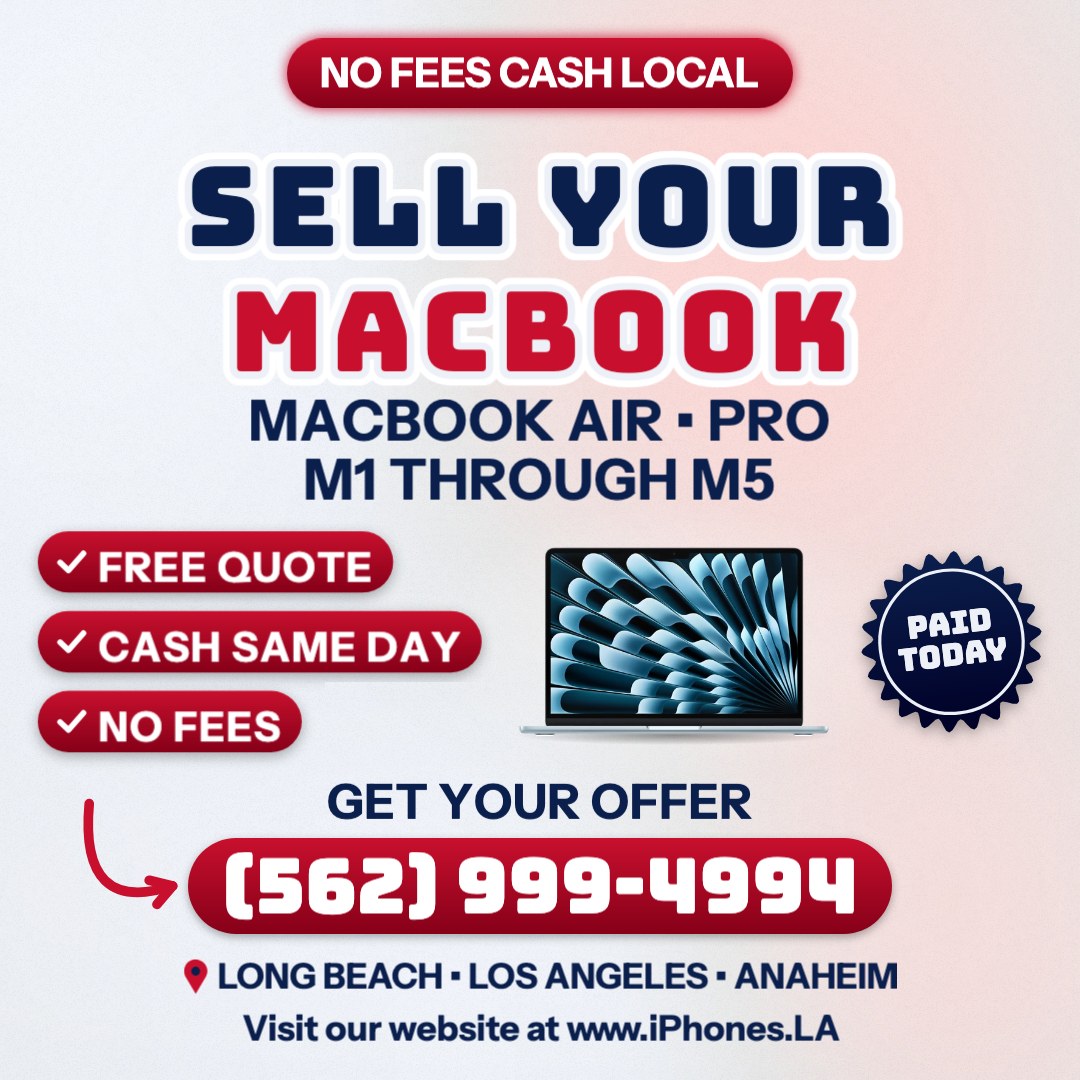 NO FEES CASH LOCAL
SELL YOUR
MACBOOK
MACBOOK AIR ▪ PRO
M1 THROUGH M5
✓ FREE QUOTE
✓ CASH SAME DAY
✓ NO FEES
PAID
TODAY
GET YOUR OFFER
(562) 999-4994
LONG BEACH ▪ LOS ANGELES ▪ ANAHEIM
Visit our website at www.iPhones.LA